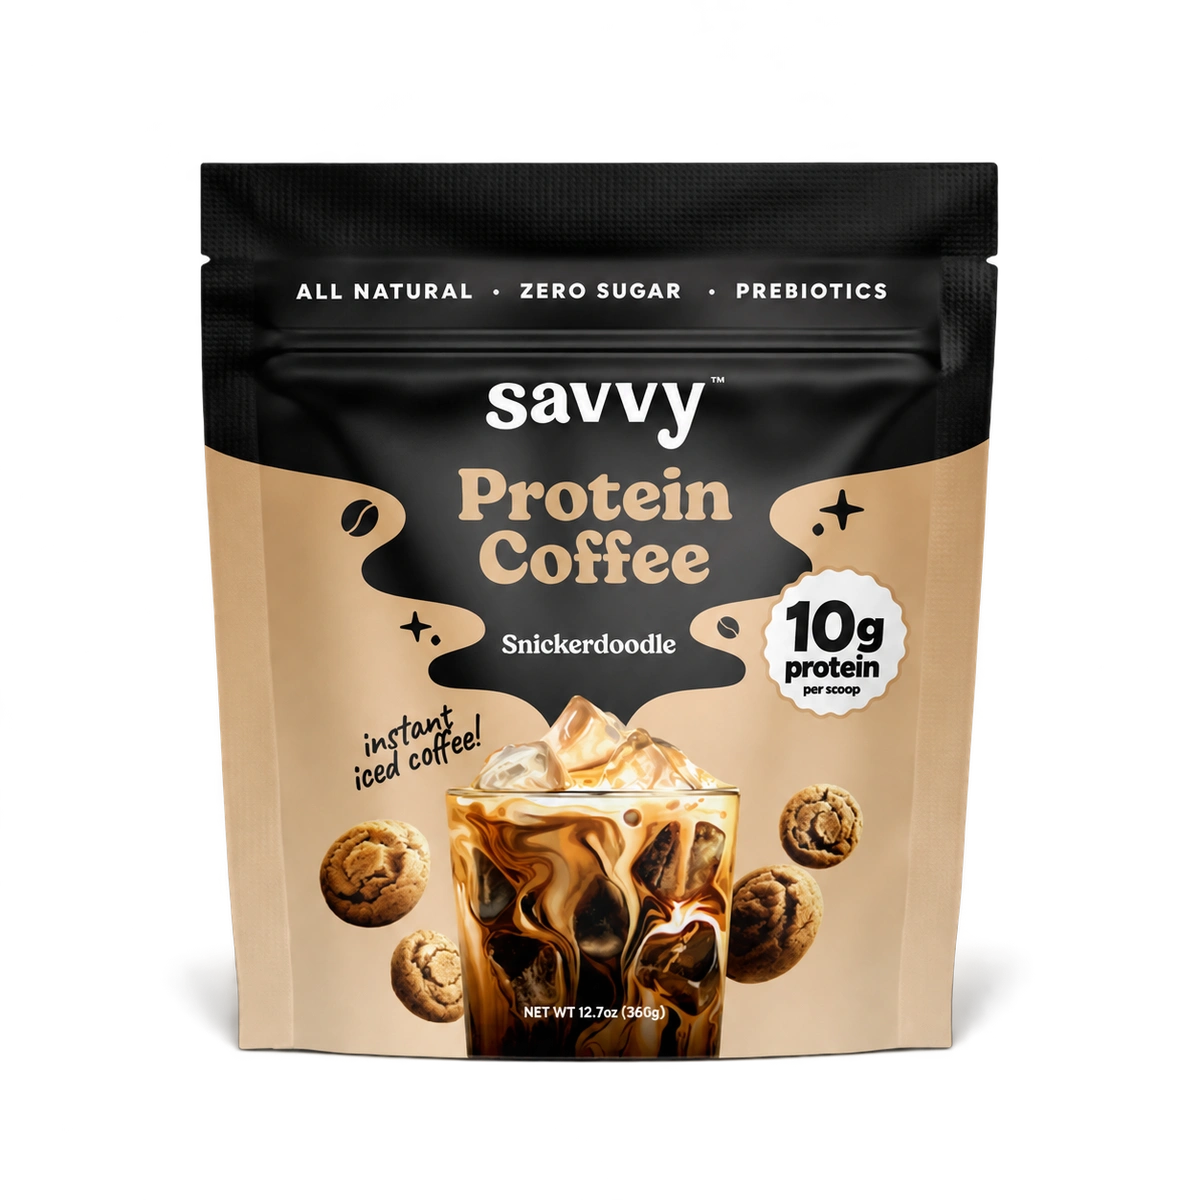 ALL NATURAL • ZERO SUGAR • PREBIOTICS
savvy™
Protein
Coffee
Snickerdoodle
10g
protein
per scoop
instant
iced coffee!
NET WT 12.7oz (360g)